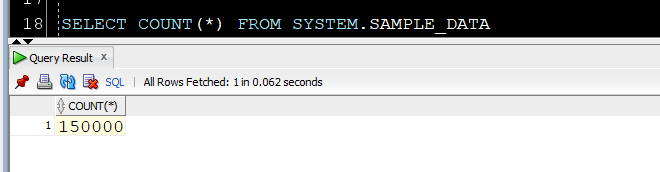 17
18 SELECT COUNT(*) FROM SYSTEM.SAMPLE_DATA
Query Result x
SQL | All Rows Fetched: 1 in 0.062 seconds
COUNT(*)
1 150000